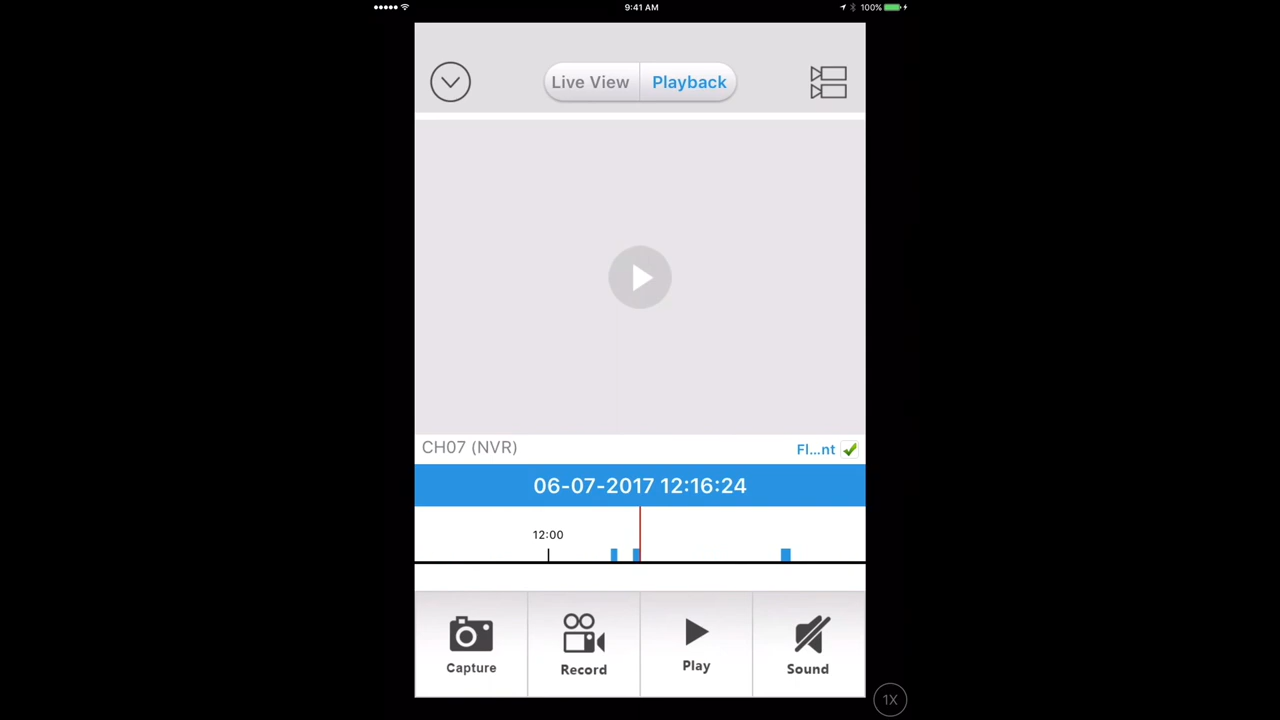 9:41 AM
100%
Live View
Playback
CH07 (NVR)
Fl...nt
06-07-2017 12:16:24
12:00
Capture
Record
Play
Sound
1X